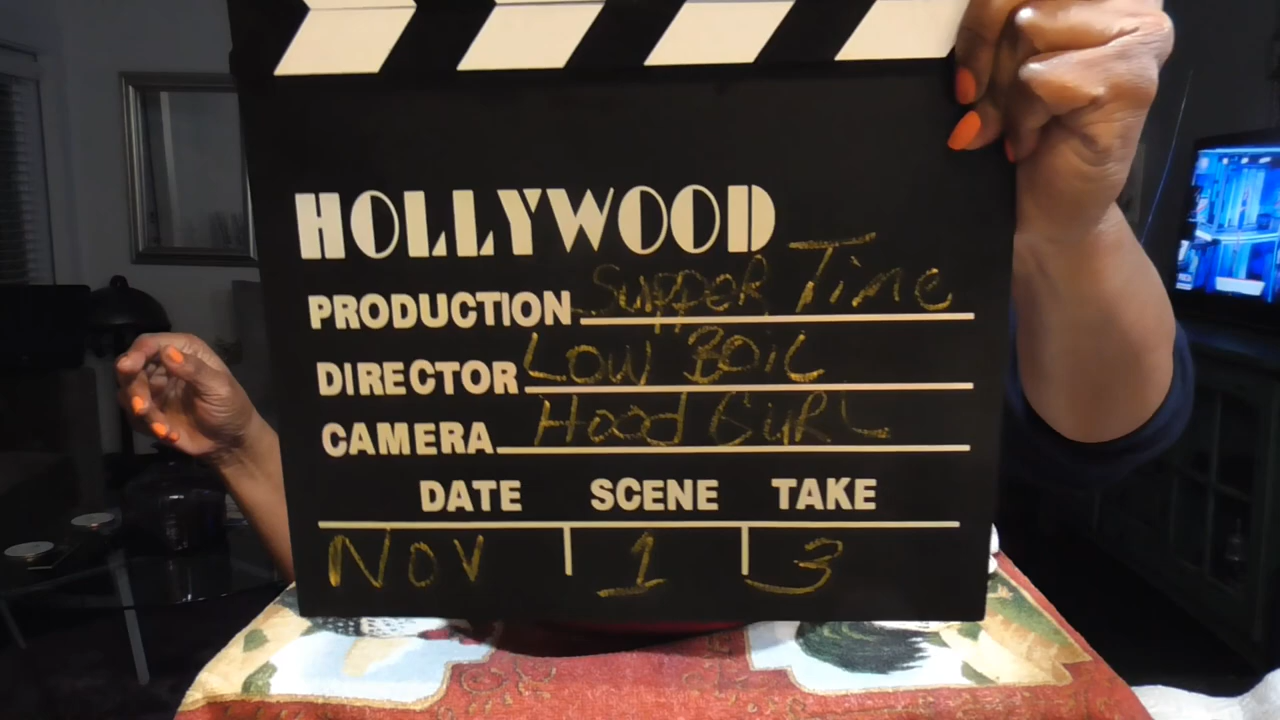 HOLLYWOOD
PRODUCTION Supper Time
DIRECTOR Low Boil
CAMERA Hood Gurl
DATE SCENE TAKE
Nov 1 3